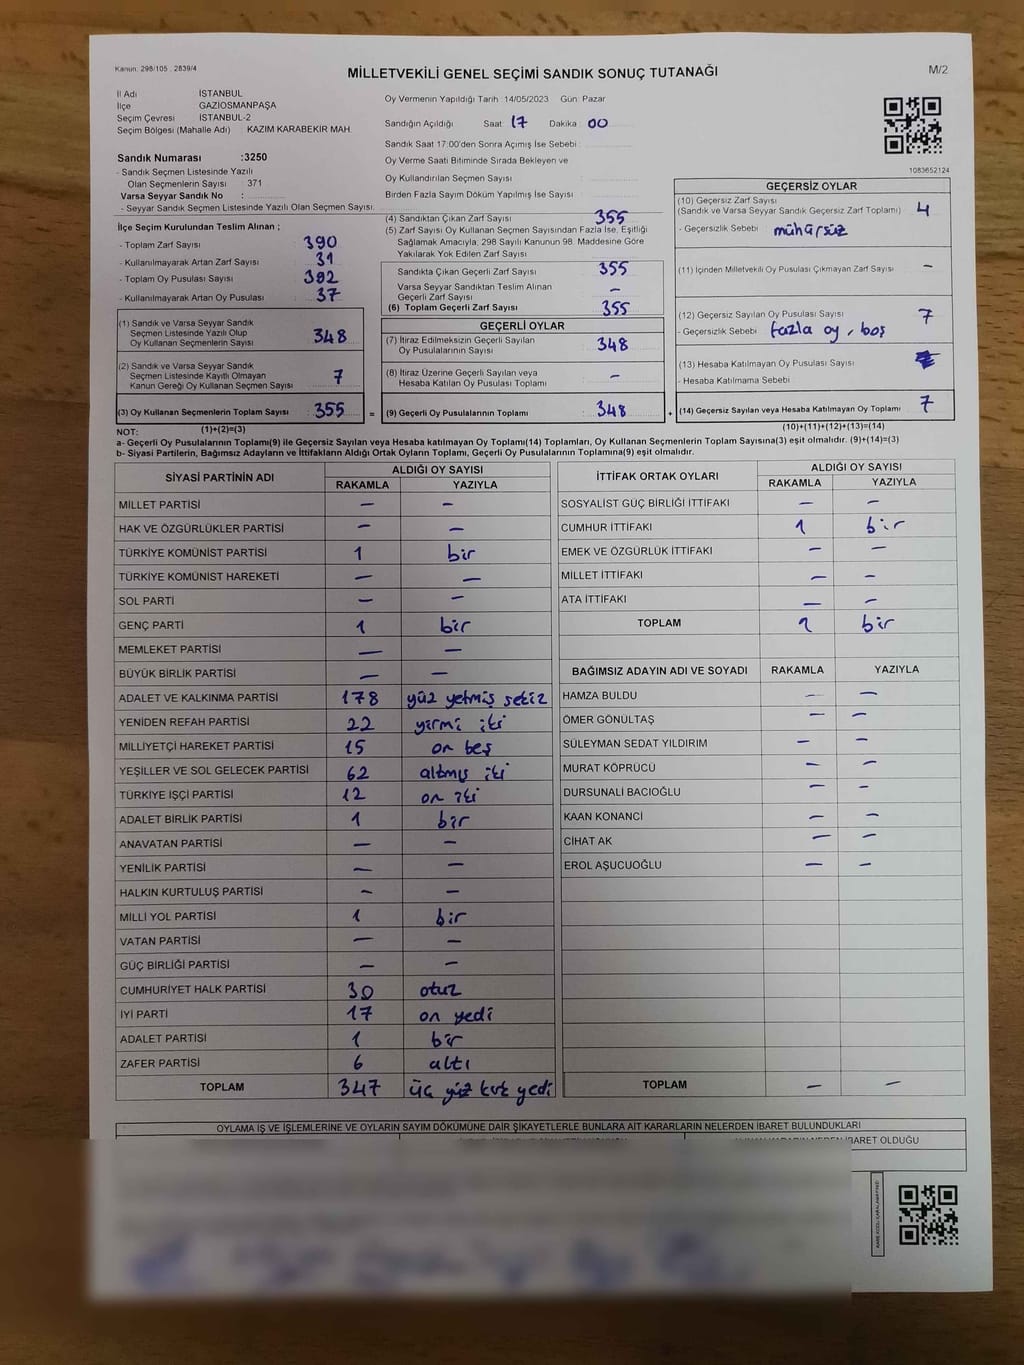 Kanun: 298/105 , 2839/4
MİLLETVEKİLİ GENEL SEÇİMİ SANDIK SONUÇ TUTANAĞI
M/2
İl Adı İSTANBUL
İlçe GAZİOSMANPAŞA
Seçim Çevresi İSTANBUL-2
Seçim Bölgesi (Mahalle Adı) KAZIM KARABEKİR MAH.
Sandık Numarası :3250
- Sandık Seçmen Listesinde Yazılı
Olan Seçmenlerin Sayısı : 371
Varsa Seyyar Sandık No :
- Seyyar Sandık Seçmen Listesinde Yazılı Olan Seçmen Sayısı.
İlçe Seçim Kurulundan Teslim Alınan ;
- Toplam Zarf Sayısı 390
- Kullanılmayarak Artan Zarf Sayısı 31
- Toplam Oy Pusulası Sayısı
- Kullanılmayarak Artan Oy Pusulası 37
(1) Sandık ve Varsa Seyyar Sandık
Seçmen Listesinde Yazılı Olup
Oy Kullanan Seçmenlerin Sayısı 348
(2) Sandık ve Varsa Seyyar Sandık
Seçmen Listesinde Kayıtlı Olmayan
Kanun Gereği Oy Kullanan Seçmen Sayısı 7
(3) Oy Kullanan Seçmenlerin Toplam Sayısı 355 =
(1)+(2)=(3)
Oy Vermenin Yapıldığı Tarih :14/05/2023 Gün: Pazar
Sandığın Açıldığı Saat 17 Dakika : 00
Sandık Saat 17:00'den Sonra Açımış İse Sebebi :
Oy Verme Saati Bitiminde Sırada Bekleyen ve
Oy Kullandırılan Seçmen Sayısı :
Birden Fazla Sayım Döküm Yapılmış İse Sayısı :
(4) Sandıktan Çıkan Zarf Sayısı 355
(5) Zarf Sayısı Oy Kullanan Seçmen Sayısından Fazla İse, Eşitliği
Sağlamak Amacıyla, 298 Sayılı Kanunun 98. Maddesine Göre
Yakılarak Yok Edilen Zarf Sayısı :
Sandıkta Çıkan Geçerli Zarf Sayısı 355
Varsa Seyyar Sandıktan Teslim Alınan
Geçerli Zarf Sayısı : –
(6) Toplam Geçerli Zarf Sayısı 355
GEÇERLİ OYLAR
(7) İtiraz Edilmeksizin Geçerli Sayılan
Oy Pusulalarının Sayısı : 348
(8) İtiraz Üzerine Geçerli Sayılan veya
Hesaba Katılan Oy Pusulası Toplamı : –
(9) Geçerli Oy Pusulalarının Toplamı : 348 +
1083652124
GEÇERSİZ OYLAR
(10) Geçersiz Zarf Sayısı
(Sandık ve Varsa Seyyar Sandık Geçersiz Zarf Toplamı) 4
- Geçersizlik Sebebi : mühürsüz
(11) İçinden Milletvekili Oy Pusulası Çıkmayan Zarf Sayısı –
(12) Geçersiz Sayılan Oy Pusulası Sayısı 7
- Geçersizlik Sebebi : fazla oy, boş
(13) Hesaba Katılmayan Oy Pusulası Sayısı
- Hesaba Katılmama Sebebi
(14) Geçersiz Sayılan veya Hesaba Katılmayan Oy Toplamı : 7
(10)+(11)+(12)+(13)=(14)
NOT:
a- Geçerli Oy Pusulalarının Toplamı(9) ile Geçersiz Sayılan veya Hesaba katılmayan Oy Toplamı(14) Toplamları, Oy Kullanan Seçmenlerin Toplam Sayısına(3) eşit olmalıdır. (9)+(14)=(3)
b- Siyasi Partilerin, Bağımsız Adayların ve İttifakların Aldığı Ortak Oyların Toplamı, Geçerli Oy Pusulalarının Toplamına(9) eşit olmalıdır.
SİYASİ PARTİNİN ADI ALDIĞI OY SAYISI
RAKAMLA YAZIYLA
MİLLET PARTİSİ – –
HAK VE ÖZGÜRLÜKLER PARTİSİ – –
TÜRKİYE KOMÜNİST PARTİSİ 1 bir
TÜRKİYE KOMÜNİST HAREKETİ – –
SOL PARTİ – –
GENÇ PARTİ 1 bir
MEMLEKET PARTİSİ – –
BÜYÜK BİRLİK PARTİSİ – –
ADALET VE KALKINMA PARTİSİ 178 yüz yetmiş sekiz
YENİDEN REFAH PARTİSİ 22 yirmi iki
MİLLİYETÇİ HAREKET PARTİSİ 15 on beş
YEŞİLLER VE SOL GELECEK PARTİSİ 62 altmış iki
TÜRKİYE İŞÇİ PARTİSİ 12 on iki
ADALET BİRLİK PARTİSİ 1 bir
ANAVATAN PARTİSİ – –
YENİLİK PARTİSİ – –
HALKIN KURTULUŞ PARTİSİ – –
MİLLİ YOL PARTİSİ 1 bir
VATAN PARTİSİ – –
GÜÇ BİRLİĞİ PARTİSİ – –
CUMHURİYET HALK PARTİSİ 30 otuz
İYİ PARTİ 17 on yedi
ADALET PARTİSİ 1 bir
ZAFER PARTİSİ 6 altı
TOPLAM 347 üç yüz kırk yedi
İTTİFAK ORTAK OYLARI ALDIĞI OY SAYISI
RAKAMLA YAZIYLA
SOSYALİST GÜÇ BİRLİĞİ İTTİFAKI – –
CUMHUR İTTİFAKI 1 bir
EMEK VE ÖZGÜRLÜK İTTİFAKI – –
MİLLET İTTİFAKI – –
ATA İTTİFAKI – –
TOPLAM 1 bir
BAĞIMSIZ ADAYIN ADI VE SOYADI RAKAMLA YAZIYLA
HAMZA BULDU – –
ÖMER GÖNÜLTAŞ – –
SÜLEYMAN SEDAT YILDIRIM – –
MURAT KÖPRÜCÜ – –
DURSUNALİ BACIOĞLU – –
KAAN KONANCİ – –
CİHAT AK – –
EROL AŞUCUOĞLU – –
TOPLAM – –
OYLAMA İŞ VE İŞLEMLERİNE VE OYLARIN SAYIM DÖKÜMÜNE DAİR ŞİKAYETLERLE BUNLARA AİT KARARLARIN NELERDEN İBARET BULUNDUKLARI
İBARET OLDUĞU